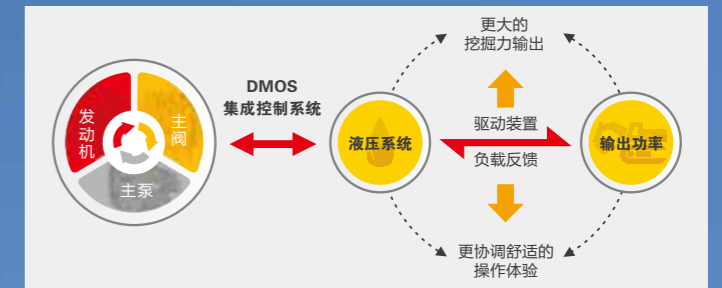 更大的
挖掘力输出
DMOS
集成控制系统
发动机
主阀
主泵
液压系统
驱动装置
负载反馈
输出功率
更协调舒适的
操作体验